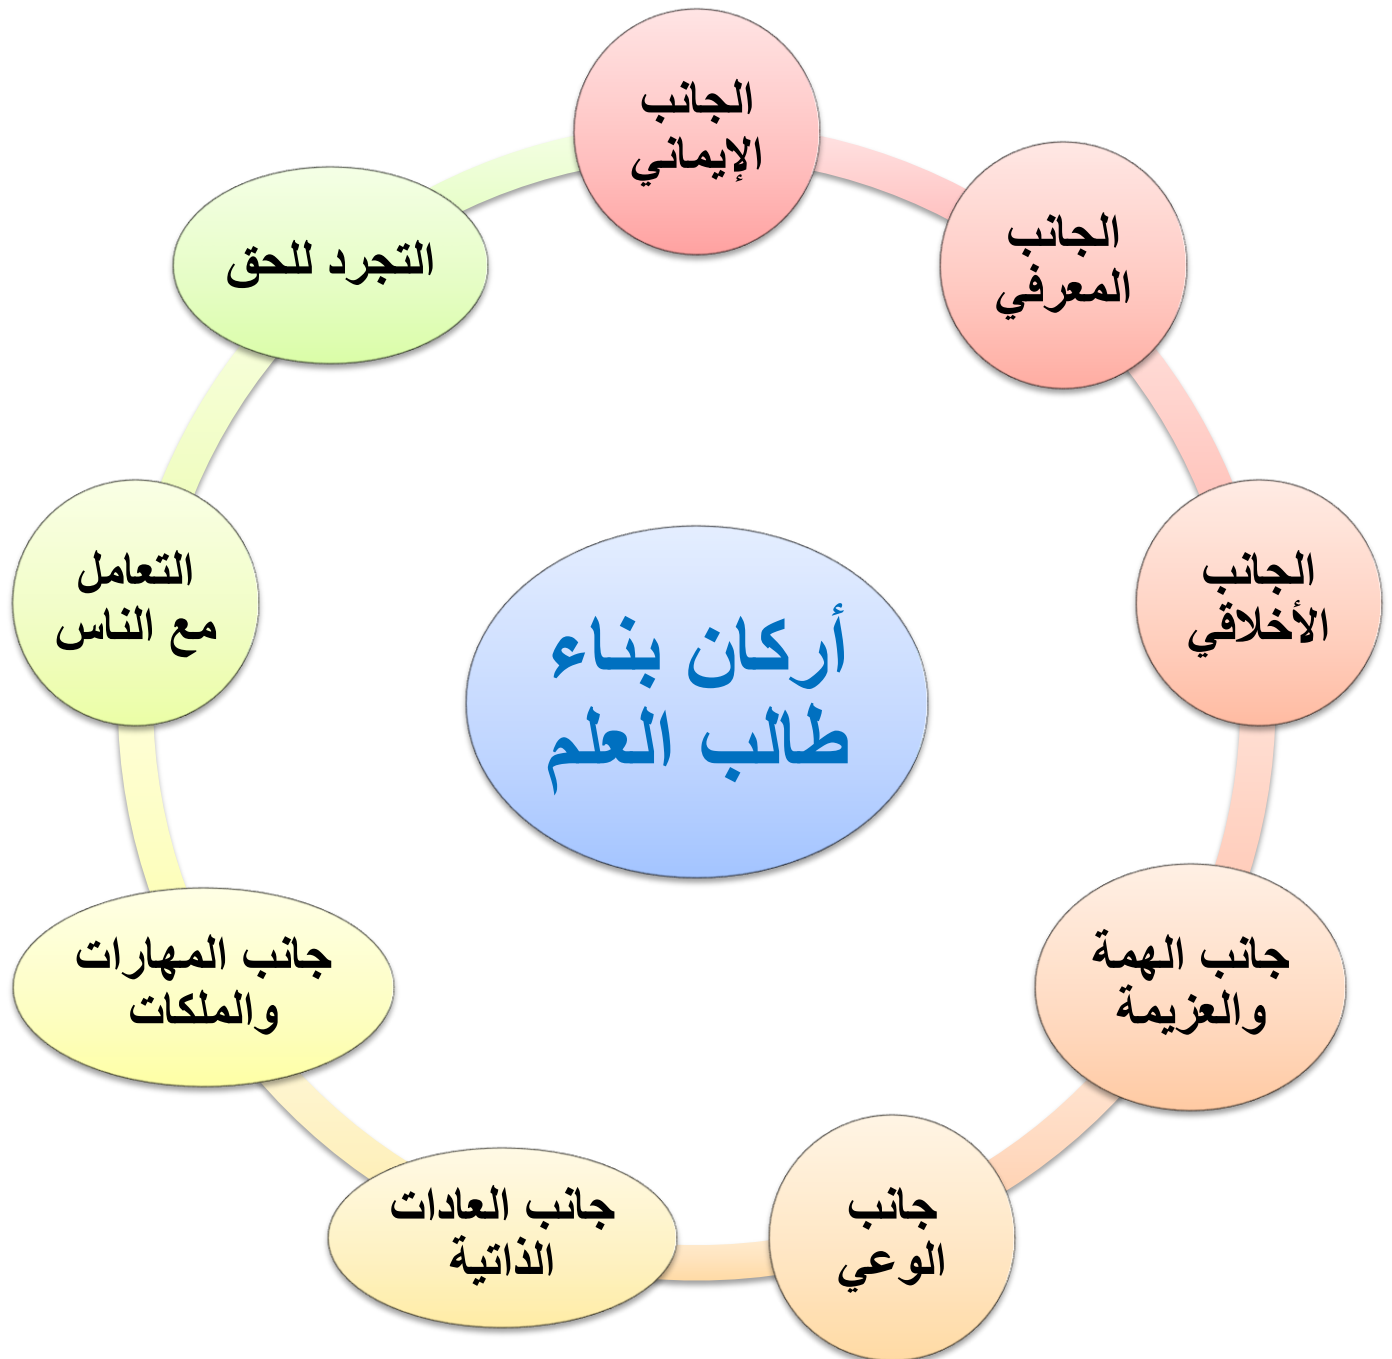 الجانب
الإيماني
الجانب
المعرفي
الجانب
الأخلاقي
جانب الهمة
والعزيمة
جانب
الوعي
جانب العادات
الذاتية
جانب المهارات
والملكات
التعامل
مع الناس
التجرد للحق
أركان بناء
طالب العلم